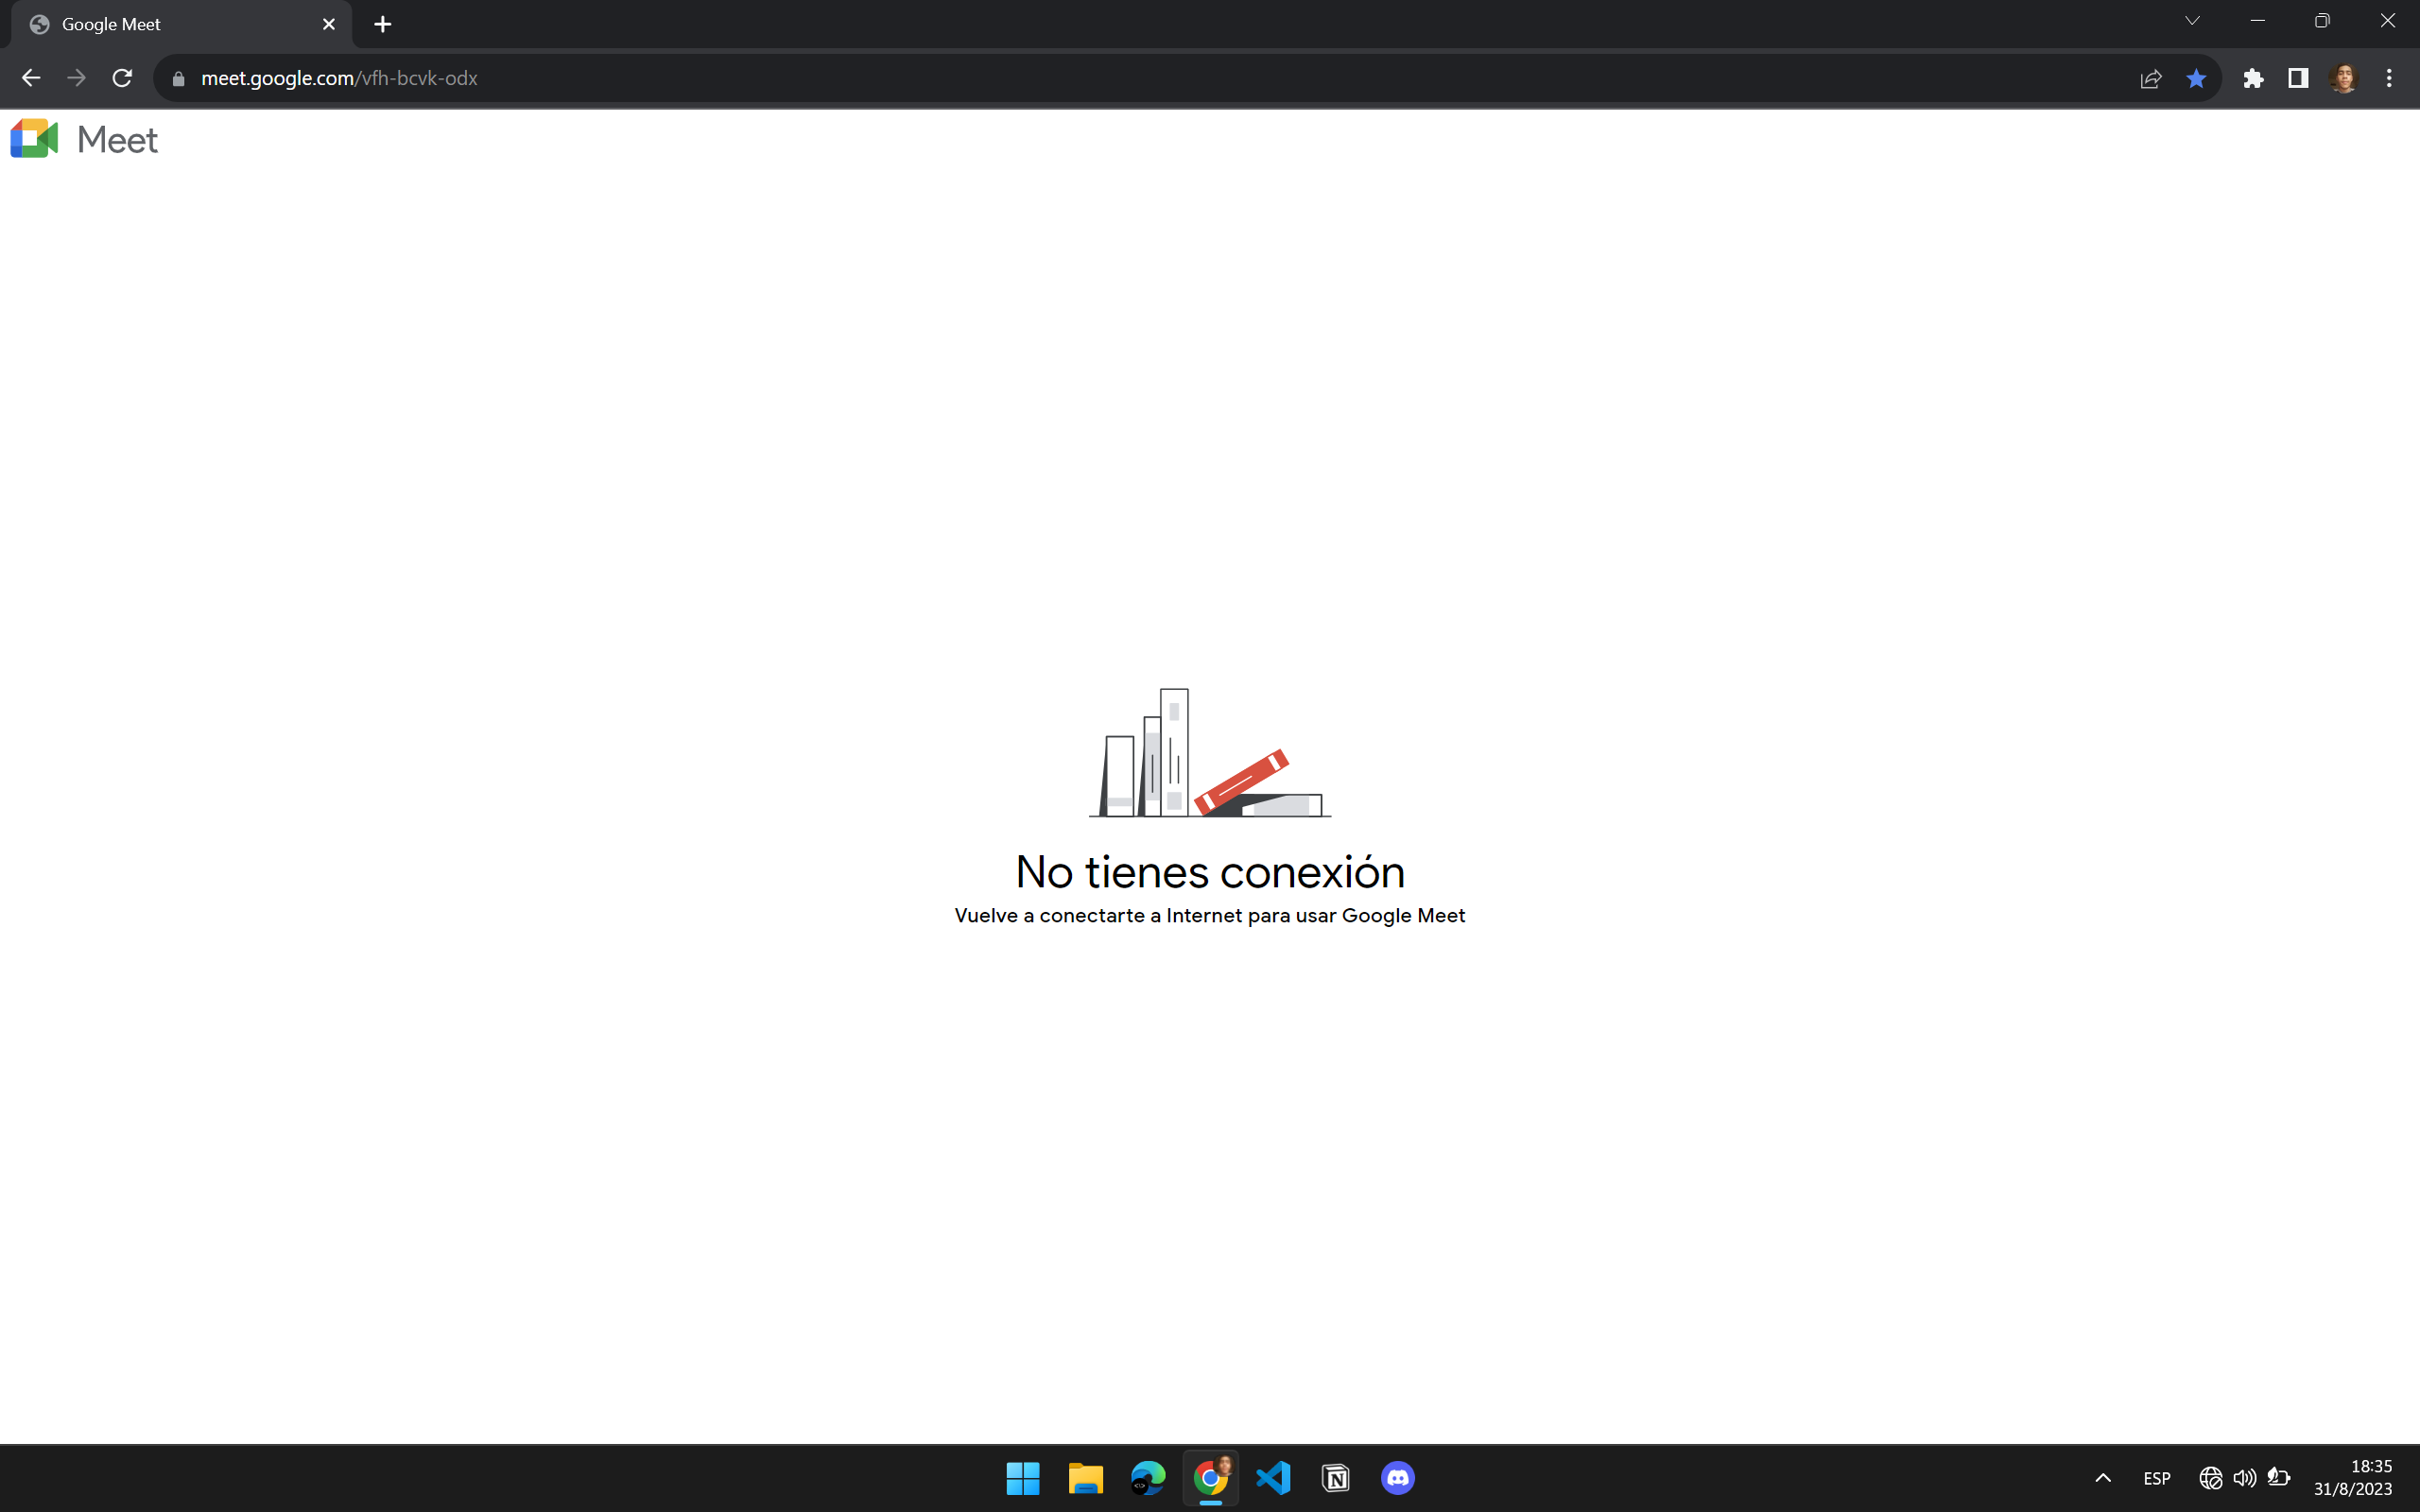 Google Meet
meet.google.com/vfh-bcvk-odx
Meet
No tienes conexión
Vuelve a conectarte a Internet para usar Google Meet
ESP
18:35
31/8/2023